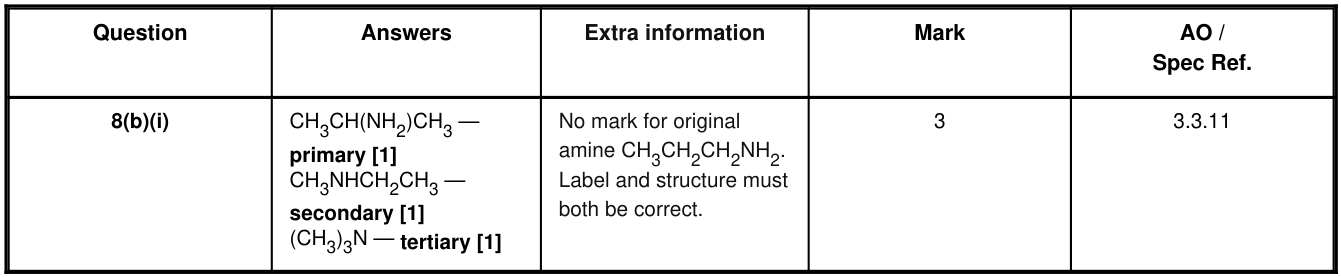 Question Answers Extra information Mark AO /
Spec Ref.
8(b)(i) CH₃CH(NH₂)CH₃ — No mark for original 3 3.3.11
primary [1] amine CH₃CH₂CH₂NH₂.
CH₃NHCH₂CH₃ — Label and structure must
secondary [1] both be correct.
(CH₃)₃N — tertiary [1]